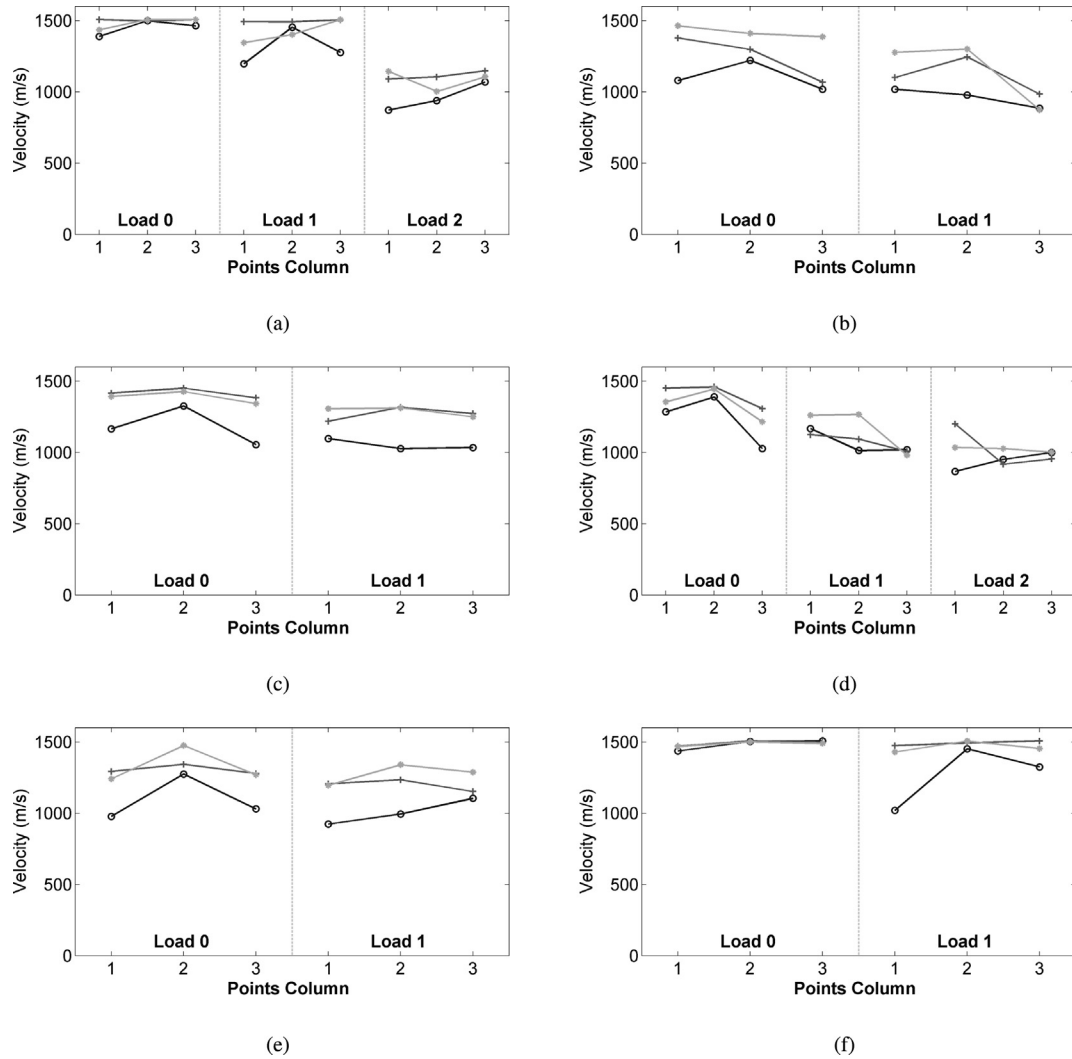 Velocity (m/s)
1500
1000
500
0
Load 0
Load 1
Load 2
1 2 3 1 2 3 1 2 3
Points Column
(a)
Velocity (m/s)
1500
1000
500
0
Load 0
Load 1
1 2 3 1 2 3
Points Column
(b)
Velocity (m/s)
1500
1000
500
0
Load 0
Load 1
1 2 3 1 2 3
Points Column
(c)
Velocity (m/s)
1500
1000
500
0
Load 0
Load 1
Load 2
1 2 3 1 2 3 1 2 3
Points Column
(d)
Velocity (m/s)
1500
1000
500
0
Load 0
Load 1
1 2 3 1 2 3
Points Column
(e)
Velocity (m/s)
1500
1000
500
0
Load 0
Load 1
1 2 3 1 2 3
Points Column
(f)